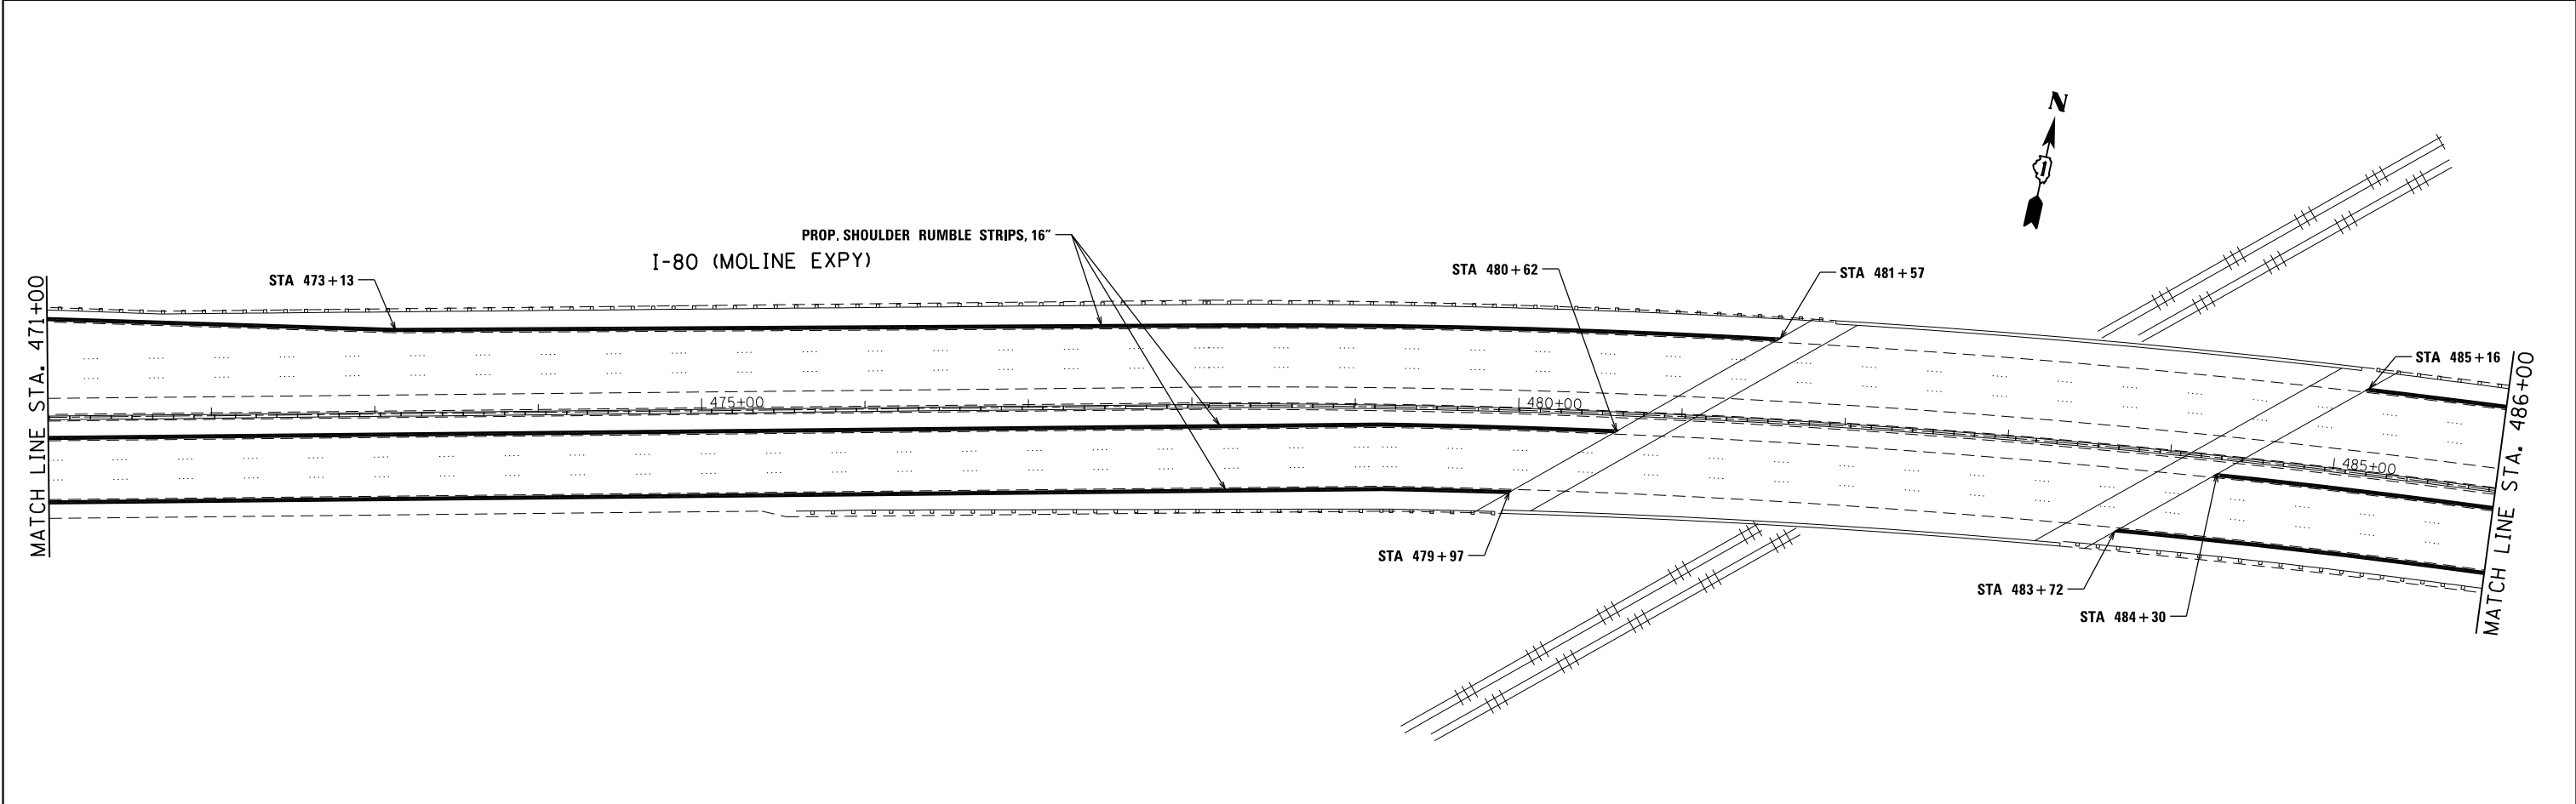 N
1
PROP. SHOULDER RUMBLE STRIPS, 16"
I-80 (MOLINE EXPY)
STA 473+13
STA 480+62
STA 481+57
MATCH LINE STA. 471+00
475+00
480+00
485+00
STA 485+16
MATCH LINE STA. 486+00
STA 479+97
STA 483+72
STA 484+30